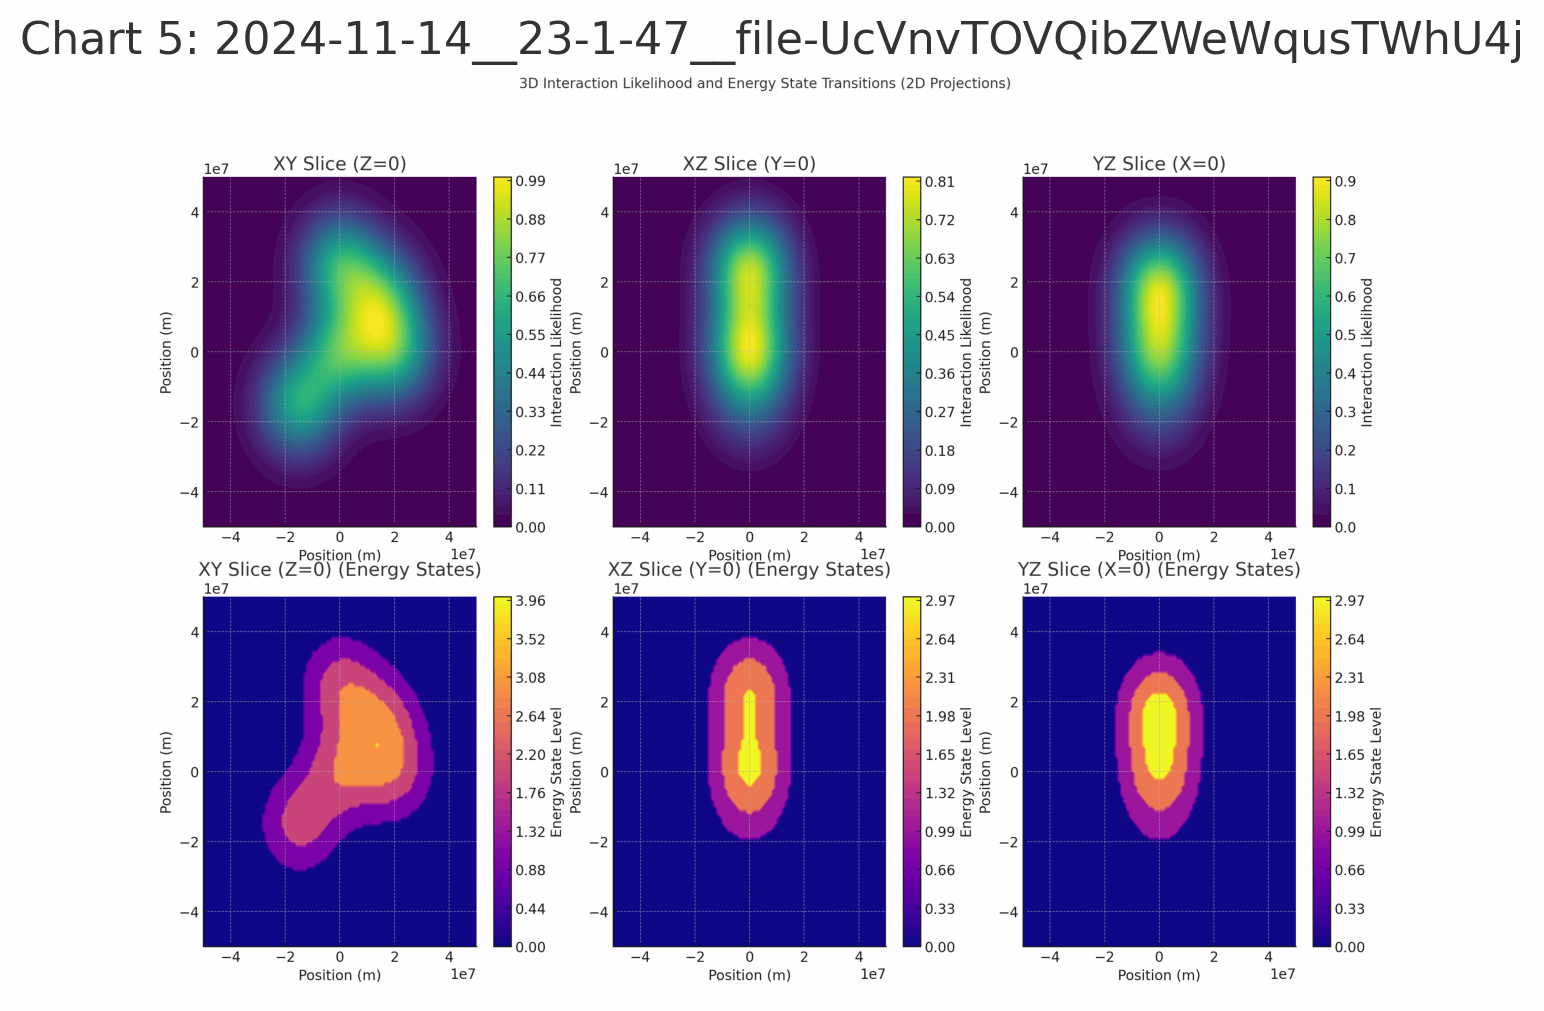 Chart 5: 2024-11-14__23-1-47__file-UcVnvTOVQibZWeWqusTWhU4j
3D Interaction Likelihood and Energy State Transitions (2D Projections)
XY Slice (Z=0)
1e7
4
2
0
−2
−4
Position (m)
−4 −2 0 2 4
1e7
Position (m)
0.99
0.88
0.77
0.66
0.55
0.44
0.33
0.22
0.11
0.00
Interaction Likelihood
XZ Slice (Y=0)
1e7
4
2
0
−2
−4
Position (m)
−4 −2 0 2 4
1e7
Position (m)
0.81
0.72
0.63
0.54
0.45
0.36
0.27
0.18
0.09
0.00
Interaction Likelihood
YZ Slice (X=0)
1e7
4
2
0
−2
−4
Position (m)
−4 −2 0 2 4
1e7
Position (m)
0.9
0.8
0.7
0.6
0.5
0.4
0.3
0.2
0.1
0.0
Interaction Likelihood
XY Slice (Z=0) (Energy States)
1e7
4
2
0
−2
−4
Position (m)
−4 −2 0 2 4
1e7
Position (m)
3.96
3.52
3.08
2.64
2.20
1.76
1.32
0.88
0.44
0.00
Energy State Level
XZ Slice (Y=0) (Energy States)
1e7
4
2
0
−2
−4
Position (m)
−4 −2 0 2 4
1e7
Position (m)
2.97
2.64
2.31
1.98
1.65
1.32
0.99
0.66
0.33
0.00
Energy State Level
YZ Slice (X=0) (Energy States)
1e7
4
2
0
−2
−4
Position (m)
−4 −2 0 2 4
1e7
Position (m)
2.97
2.64
2.31
1.98
1.65
1.32
0.99
0.66
0.33
0.00
Energy State Level